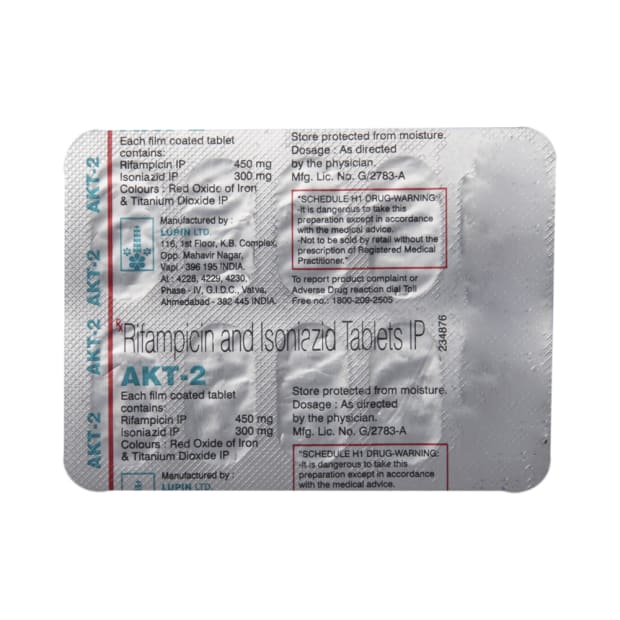 Each film coated tablet
contains:
Rifampicin IP 450 mg
Isoniazid IP 300 mg
Colours : Red Oxide of Iron
& Titanium Dioxide IP
Manufactured by :
LUPIN LTD.
116, 1st Floor, K.B. Complex,
Opp. Mahavir Nagar,
Vapi - 396 195 INDIA.
At : 4228, 4229, 4230,
Phase - IV, G.I.D.C., Vatva,
Ahmedabad - 382 445 INDIA.
Store protected from moisture.
Dosage : As directed
by the physician.
Mfg. Lic. No. G/2783-A
"SCHEDULE H1 DRUG-WARNING:
-It is dangerous to take this
preparation except in accordance
with the medical advice.
-Not to be sold by retail without the
prescription of Registered Medical
Practitioner."
To report product complaint or
Adverse Drug reaction dial Toll
Free no.: 1800-209-2505
℞ Rifampicin and Isoniazid Tablets IP
234876
AKT-2
Each film coated tablet
contains:
Rifampicin IP 450 mg
Isoniazid IP 300 mg
Colours : Red Oxide of Iron
& Titanium Dioxide IP
Manufactured by :
LUPIN LTD.
Store protected from moisture.
Dosage : As directed
by the physician.
Mfg. Lic. No. G/2783-A
"SCHEDULE H1 DRUG-WARNING:
-It is dangerous to take this
preparation except in accordance
with the medical advice.
AKT-2 AKT-2 AKT-2 AKT-2 AKT-2